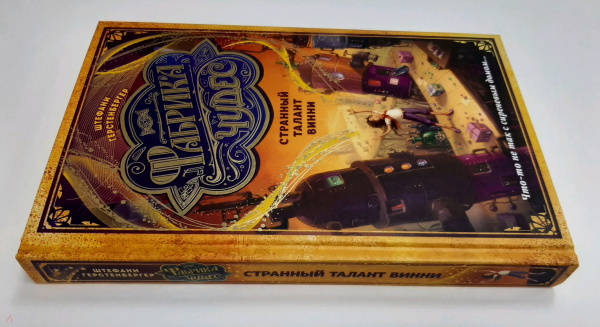 ШТЕФАНИ
ГЕРСТЕНБЕРГЕР
ФАБРИКА
ЧУДЕС
СТРАННЫЙ
ТАЛАНТ
ВИННИ
Что-то не так с сиреневым домом...
ШТЕФАНИ
ГЕРСТЕНБЕРГЕР
ФАБРИКА
ЧУДЕС
СТРАННЫЙ ТАЛАНТ ВИННИ